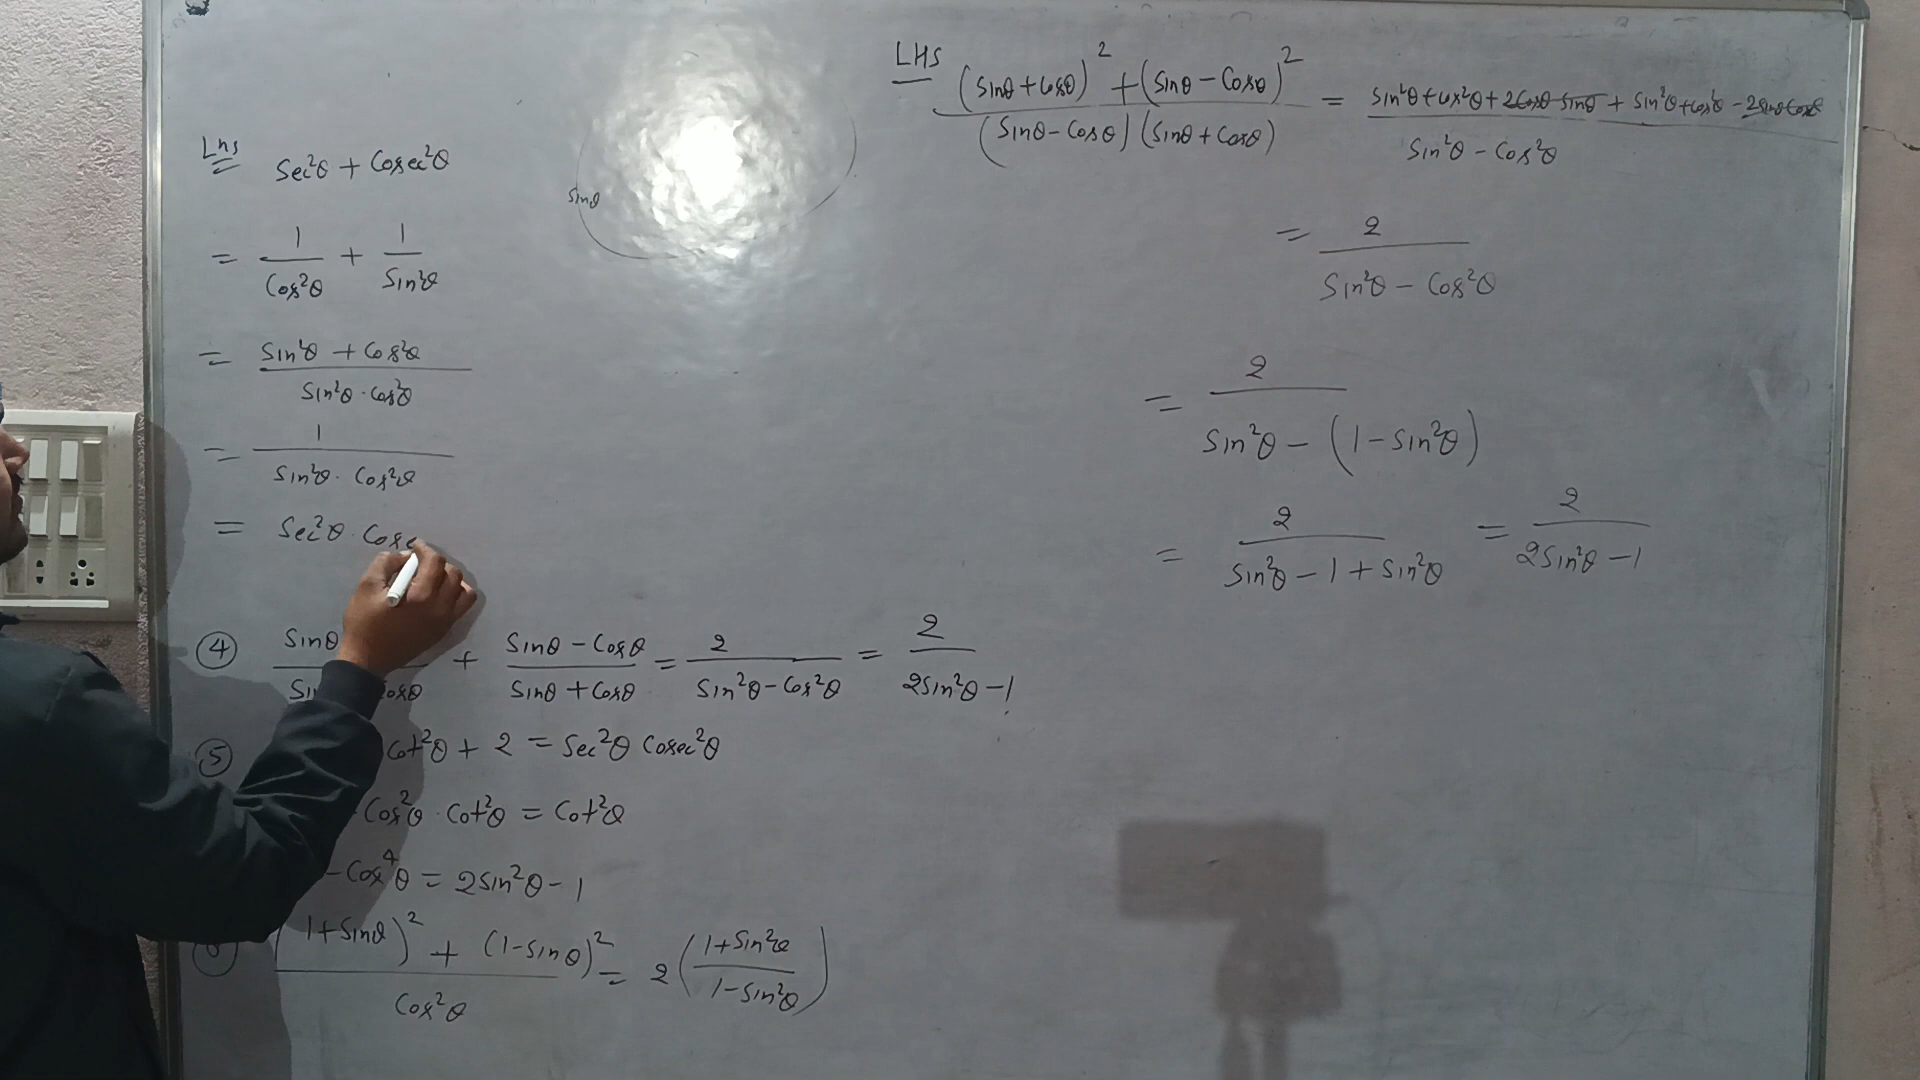 LHS
Sec²θ + Cosec²θ
= 1/Cos²θ + 1/Sin²θ
= (Sin²θ + Cos²θ)/(Sin²θ · Cos²θ)
= 1/(Sin²θ · Cos²θ)
= Sec²θ · Cose
Sinθ
LHS
((Sinθ + Cosθ)² + (Sinθ − Cosθ)²)/((Sinθ − Cosθ)(Sinθ + Cosθ)) = (Sin²θ + Cos²θ + 2Cosθ Sinθ + Sin²θ + Cos²θ − 2Sinθ Cosθ)/(Sin²θ − Cos²θ)
= 2/(Sin²θ − Cos²θ)
= 2/(Sin²θ − (1 − Sin²θ))
= 2/(Sin²θ − 1 + Sin²θ) = 2/(2Sin²θ − 1)
④ Sinθ / Cosθ + (Sinθ − Cosθ)/(Sinθ + Cosθ) = 2/(Sin²θ − Cos²θ) = 2/(2Sin²θ − 1)
⑤ Cot²θ + 2 = Sec²θ Cosec²θ
Cos²θ · Cot²θ = Cot²θ
− Cos⁴θ = 2Sin²θ − 1
((1 + Sinθ)² + (1 − Sinθ)²)/Cos²θ = 2((1 + Sin²θ)/(1 − Sin²θ))